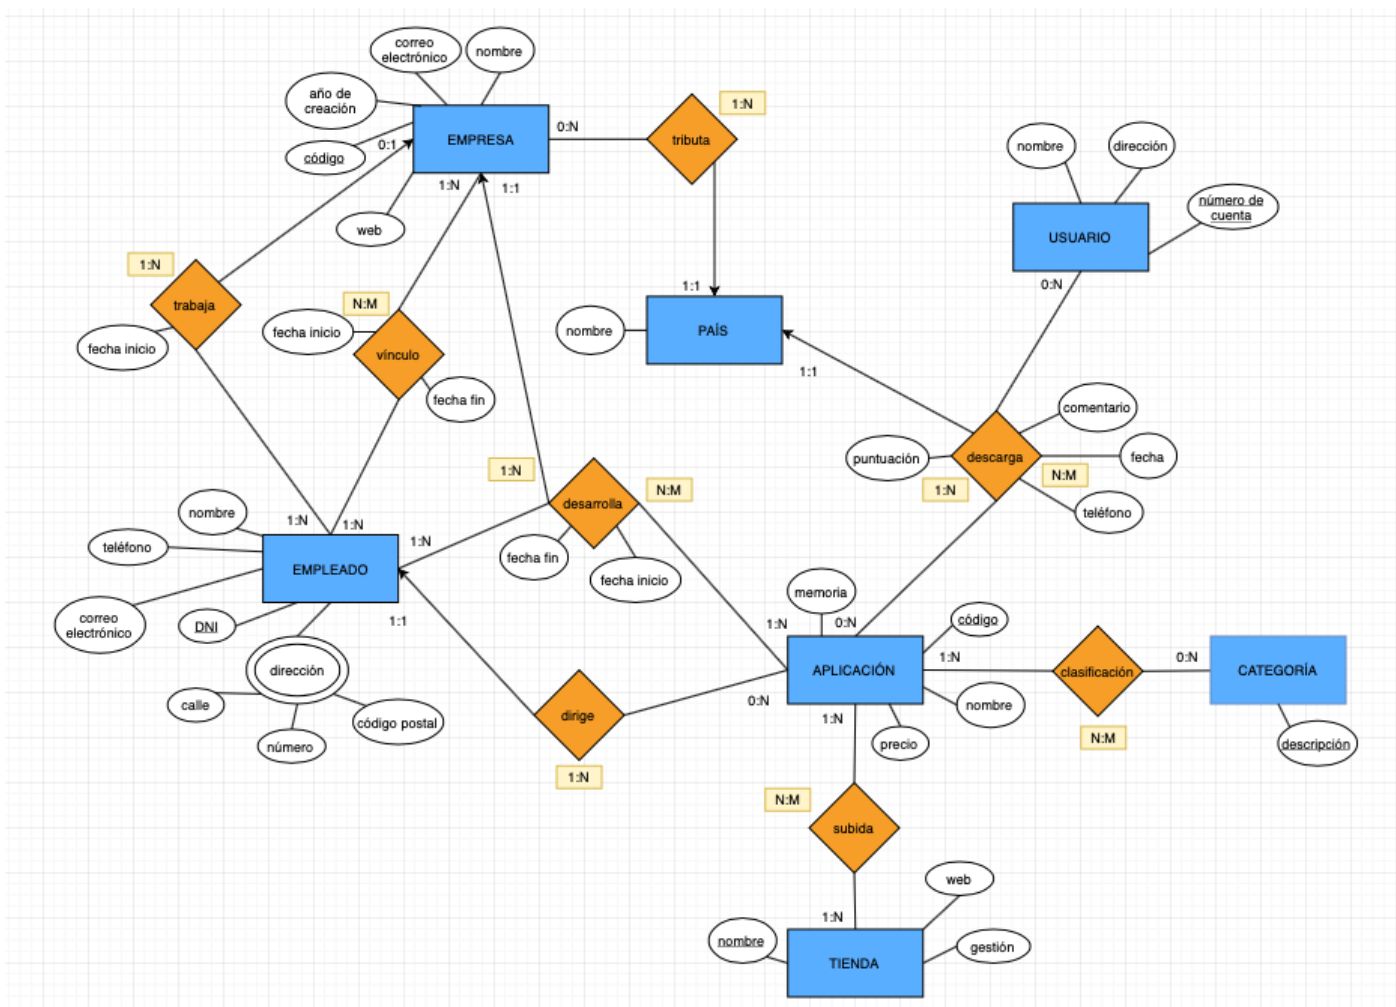 correo
electrónico
nombre
año de
creación
código
EMPRESA
web
0:1
1:N
1:1
0:N
tributa
1:N
1:1
PAÍS
nombre
1:1
nombre
dirección
número de
cuenta
USUARIO
0:N
1:N
trabaja
fecha inicio
N:M
fecha inicio
vínculo
fecha fin
1:N
desarrolla
N:M
fecha fin
fecha inicio
puntuación
descarga
comentario
fecha
teléfono
1:N
N:M
nombre
teléfono
correo
electrónico
DNI
EMPLEADO
1:N
1:N
1:N
1:1
dirección
calle
número
código postal
dirige
1:N
memoria
código
1:N
0:N
APLICACIÓN
1:N
0:N
1:N
nombre
precio
clasificación
N:M
0:N
CATEGORÍA
descripción
N:M
subida
1:N
nombre
TIENDA
web
gestión